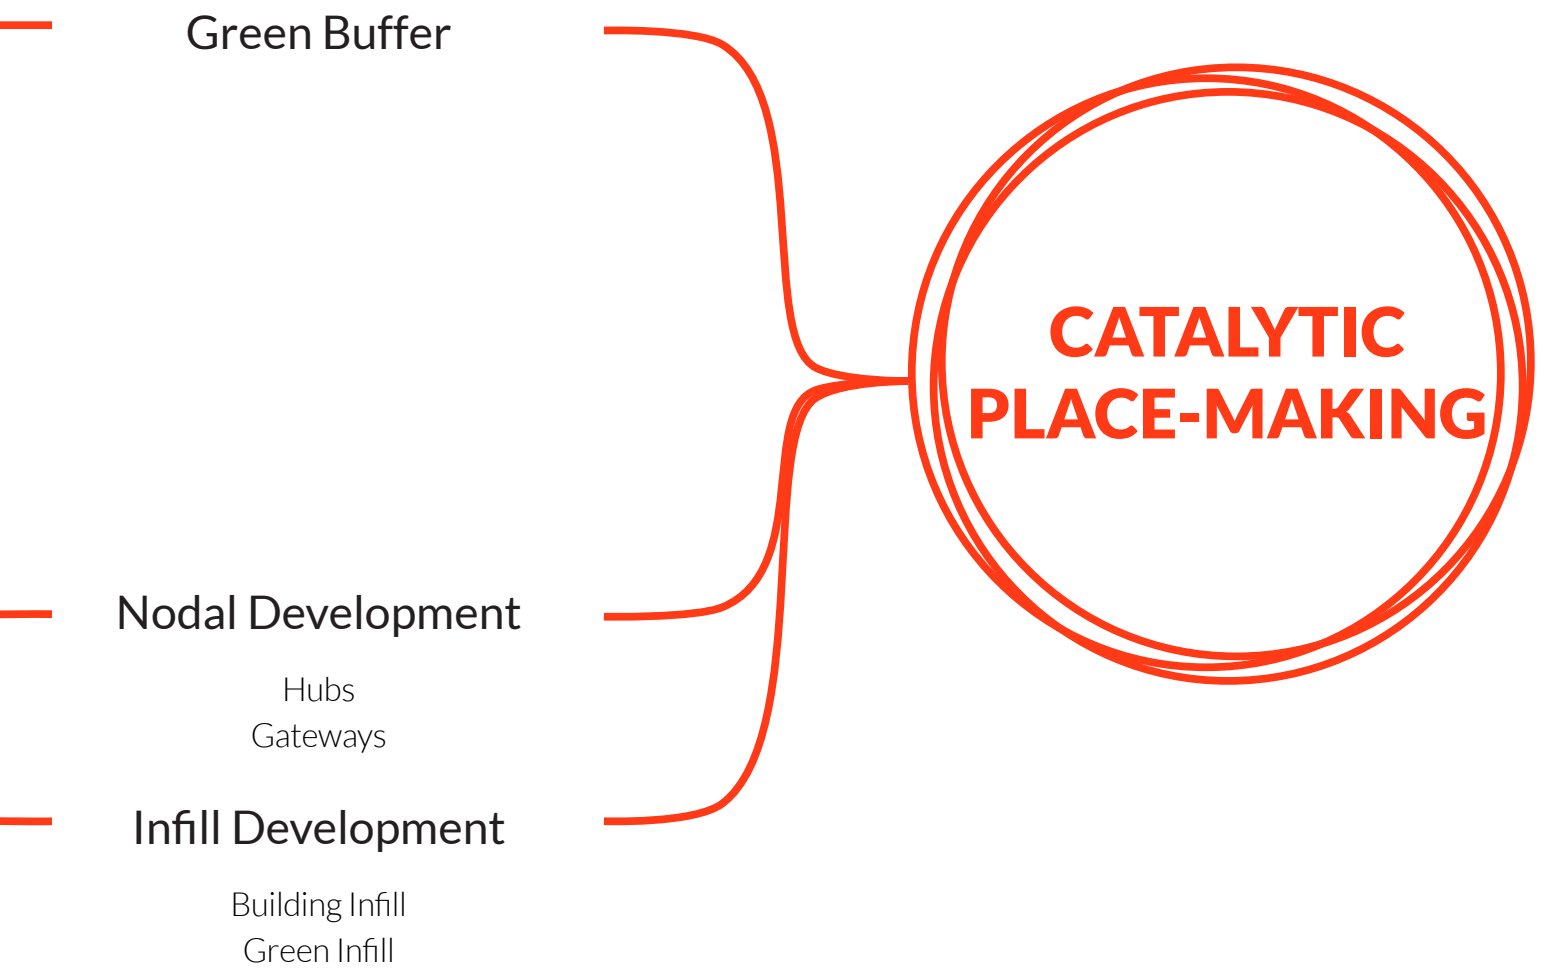 Green Buffer
Nodal Development
Hubs
Gateways
Infill Development
Building Infill
Green Infill
CATALYTIC
PLACE-MAKING